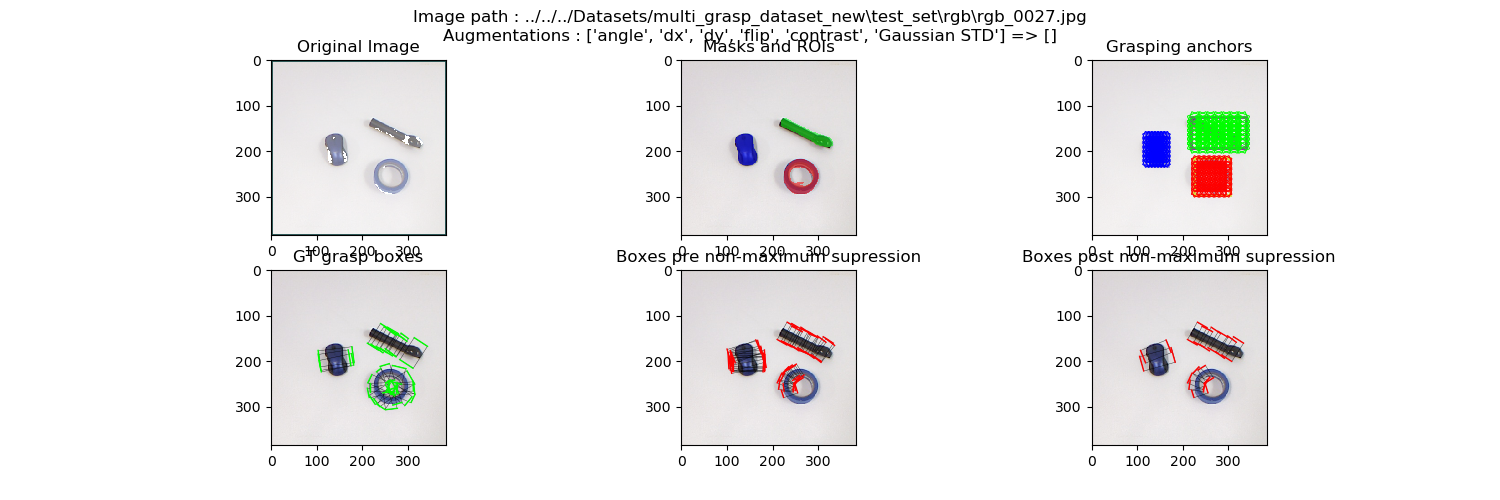 Image path : ../../../Datasets/multi_grasp_dataset_new\test_set\rgb\rgb_0027.jpg
Augmentations : ['angle', 'dx', 'dy', 'flip', 'contrast', 'Gaussian STD'] => []
Original Image
Masks and ROIs
Grasping anchors
0
100
200
300
0 100 200 300
0
100
200
300
0 100 200 300
0
100
200
300
0 100 200 300
GT grasp boxes
Boxes pre non-maximum supression
Boxes post non-maximum supression
0
100
200
300
0 100 200 300
0
100
200
300
0 100 200 300
0
100
200
300
0 100 200 300